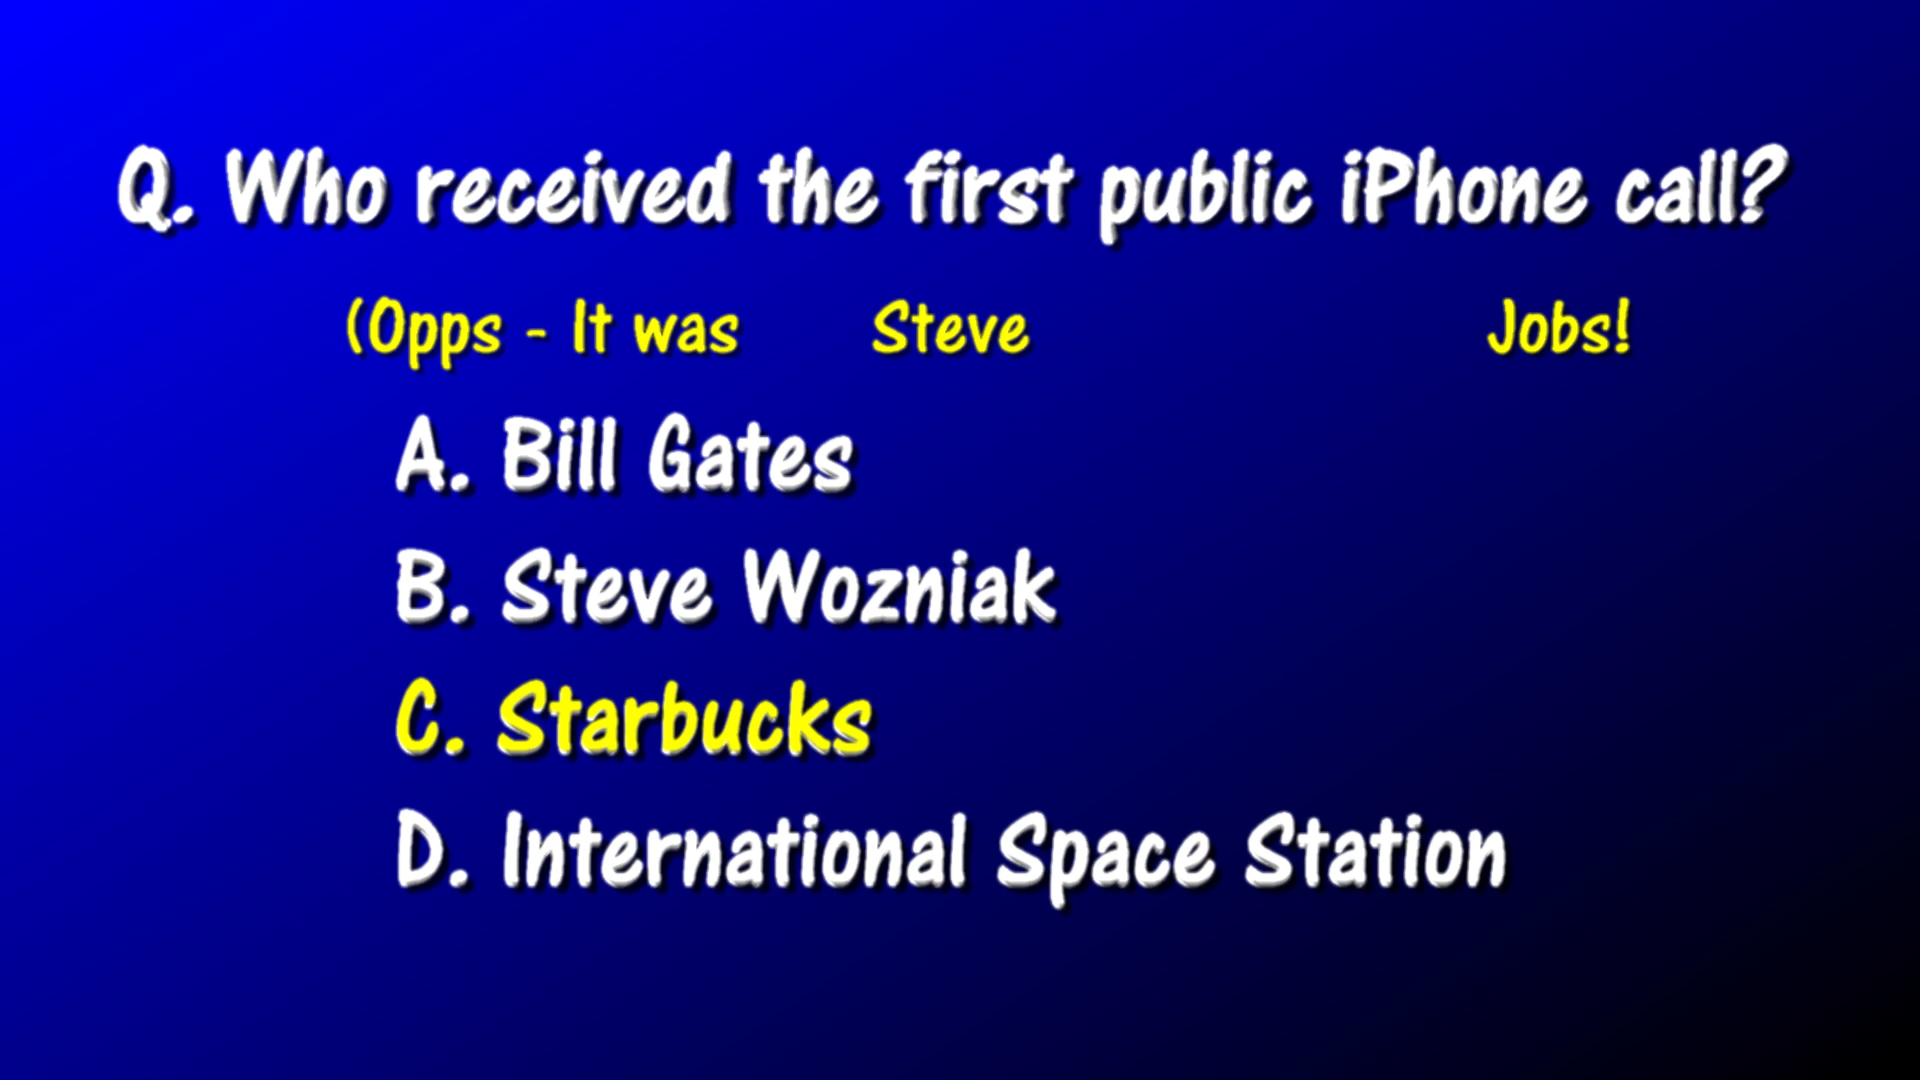 Q. Who received the first public iPhone call?
(Opps - It was Steve Jobs!
A. Bill Gates
B. Steve Wozniak
C. Starbucks
D. International Space Station